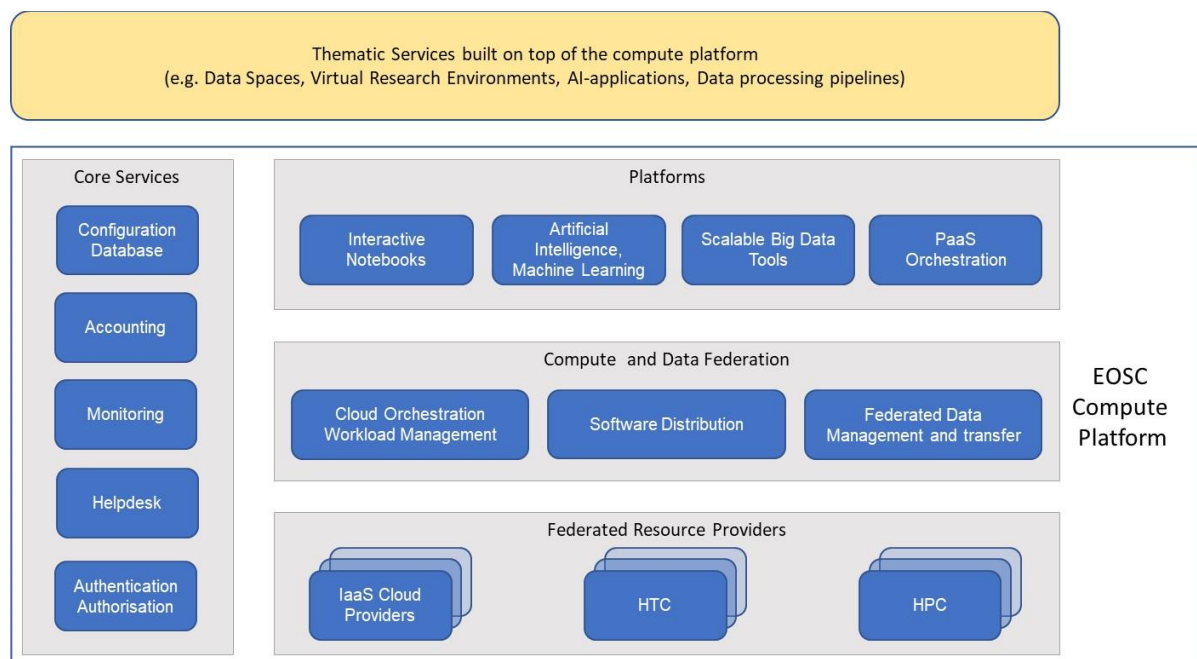 Thematic Services built on top of the compute platform
(e.g. Data Spaces, Virtual Research Environments, AI-applications, Data processing pipelines)
Core Services
Configuration
Database
Accounting
Monitoring
Helpdesk
Authentication
Authorisation
Platforms
Interactive
Notebooks
Artificial
Intelligence,
Machine Learning
Scalable Big Data
Tools
PaaS
Orchestration
Compute and Data Federation
Cloud Orchestration
Workload Management
Software Distribution
Federated Data
Management and transfer
Federated Resource Providers
IaaS Cloud
Providers
HTC
HPC
EOSC
Compute
Platform